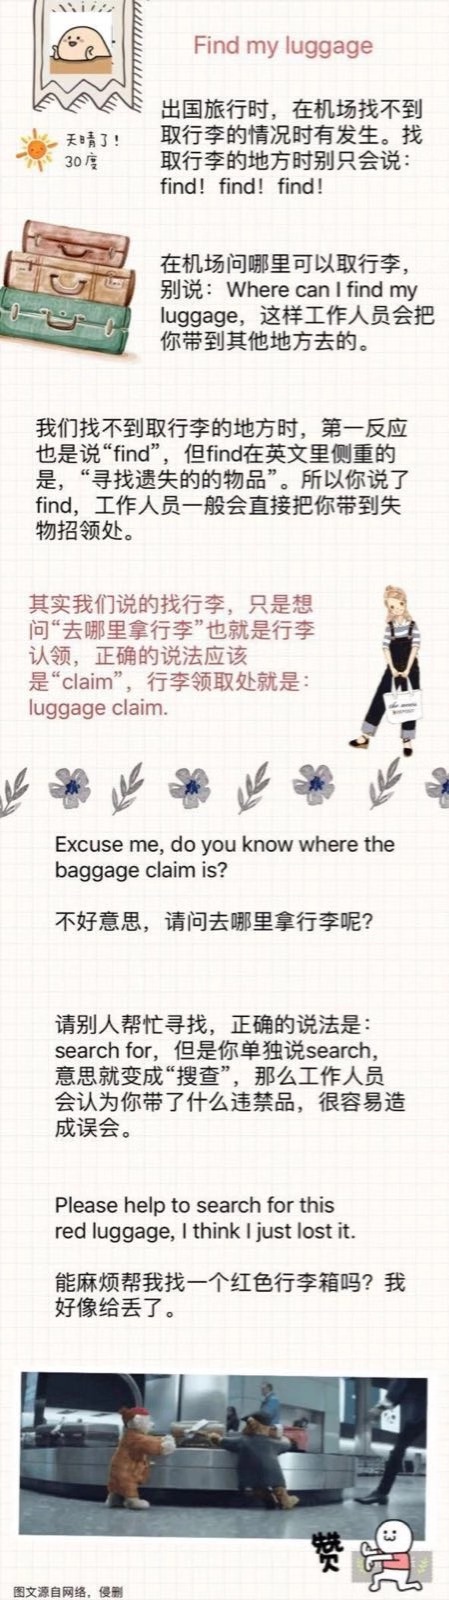 Find my luggage
出国旅行时，在机场找不到
取行李的情况时有发生。找
取行李的地方时别只会说：
find！find！find！
天晴了！
30度
在机场问哪里可以取行李，
别说：Where can I find my
luggage，这样工作人员会把
你带到其他地方去的。
我们找不到取行李的地方时，第一反应
也是说“find”，但find在英文里侧重的
是，“寻找遗失的的物品”。所以你说了
find，工作人员一般会直接把你带到失
物招领处。
其实我们说的找行李，只是想
问“去哪里拿行李”也就是行李
认领，正确的说法应该
是“claim”，行李领取处就是：
luggage claim.
Excuse me, do you know where the
baggage claim is?
不好意思，请问去哪里拿行李呢？
请别人帮忙寻找，正确的说法是：
search for，但是你单独说search，
意思就变成“搜查”，那么工作人员
会认为你带了什么违禁品，很容易造
成误会。
Please help to search for this
red luggage, I think I just lost it.
能麻烦帮我找一个红色行李箱吗？我
好像给丢了。
赞
图文源自网络，侵删